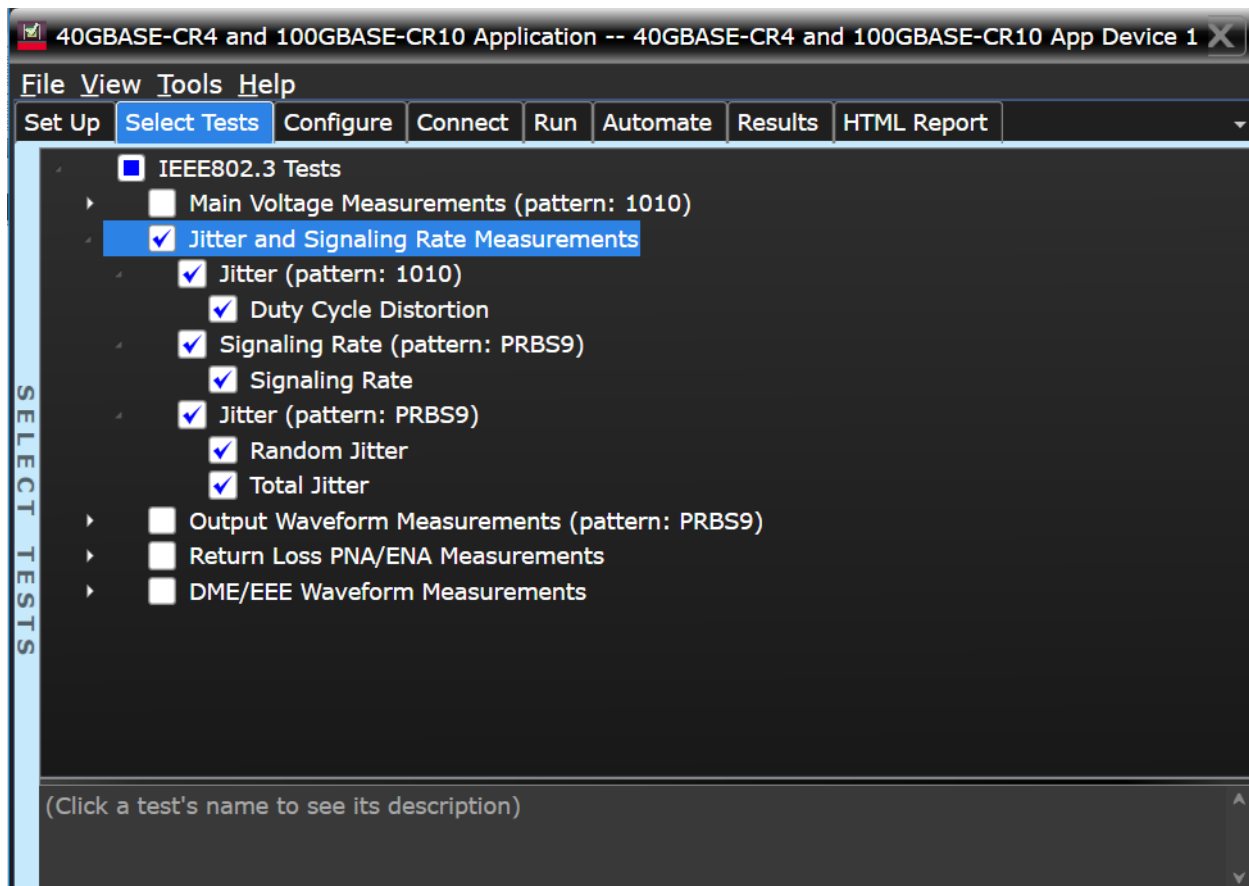 40GBASE-CR4 and 100GBASE-CR10 Application -- 40GBASE-CR4 and 100GBASE-CR10 App Device 1
File View Tools Help
Set Up Select Tests Configure Connect Run Automate Results HTML Report
SELECT TESTS
IEEE802.3 Tests
Main Voltage Measurements (pattern: 1010)
Jitter and Signaling Rate Measurements
Jitter (pattern: 1010)
Duty Cycle Distortion
Signaling Rate (pattern: PRBS9)
Signaling Rate
Jitter (pattern: PRBS9)
Random Jitter
Total Jitter
Output Waveform Measurements (pattern: PRBS9)
Return Loss PNA/ENA Measurements
DME/EEE Waveform Measurements
(Click a test's name to see its description)